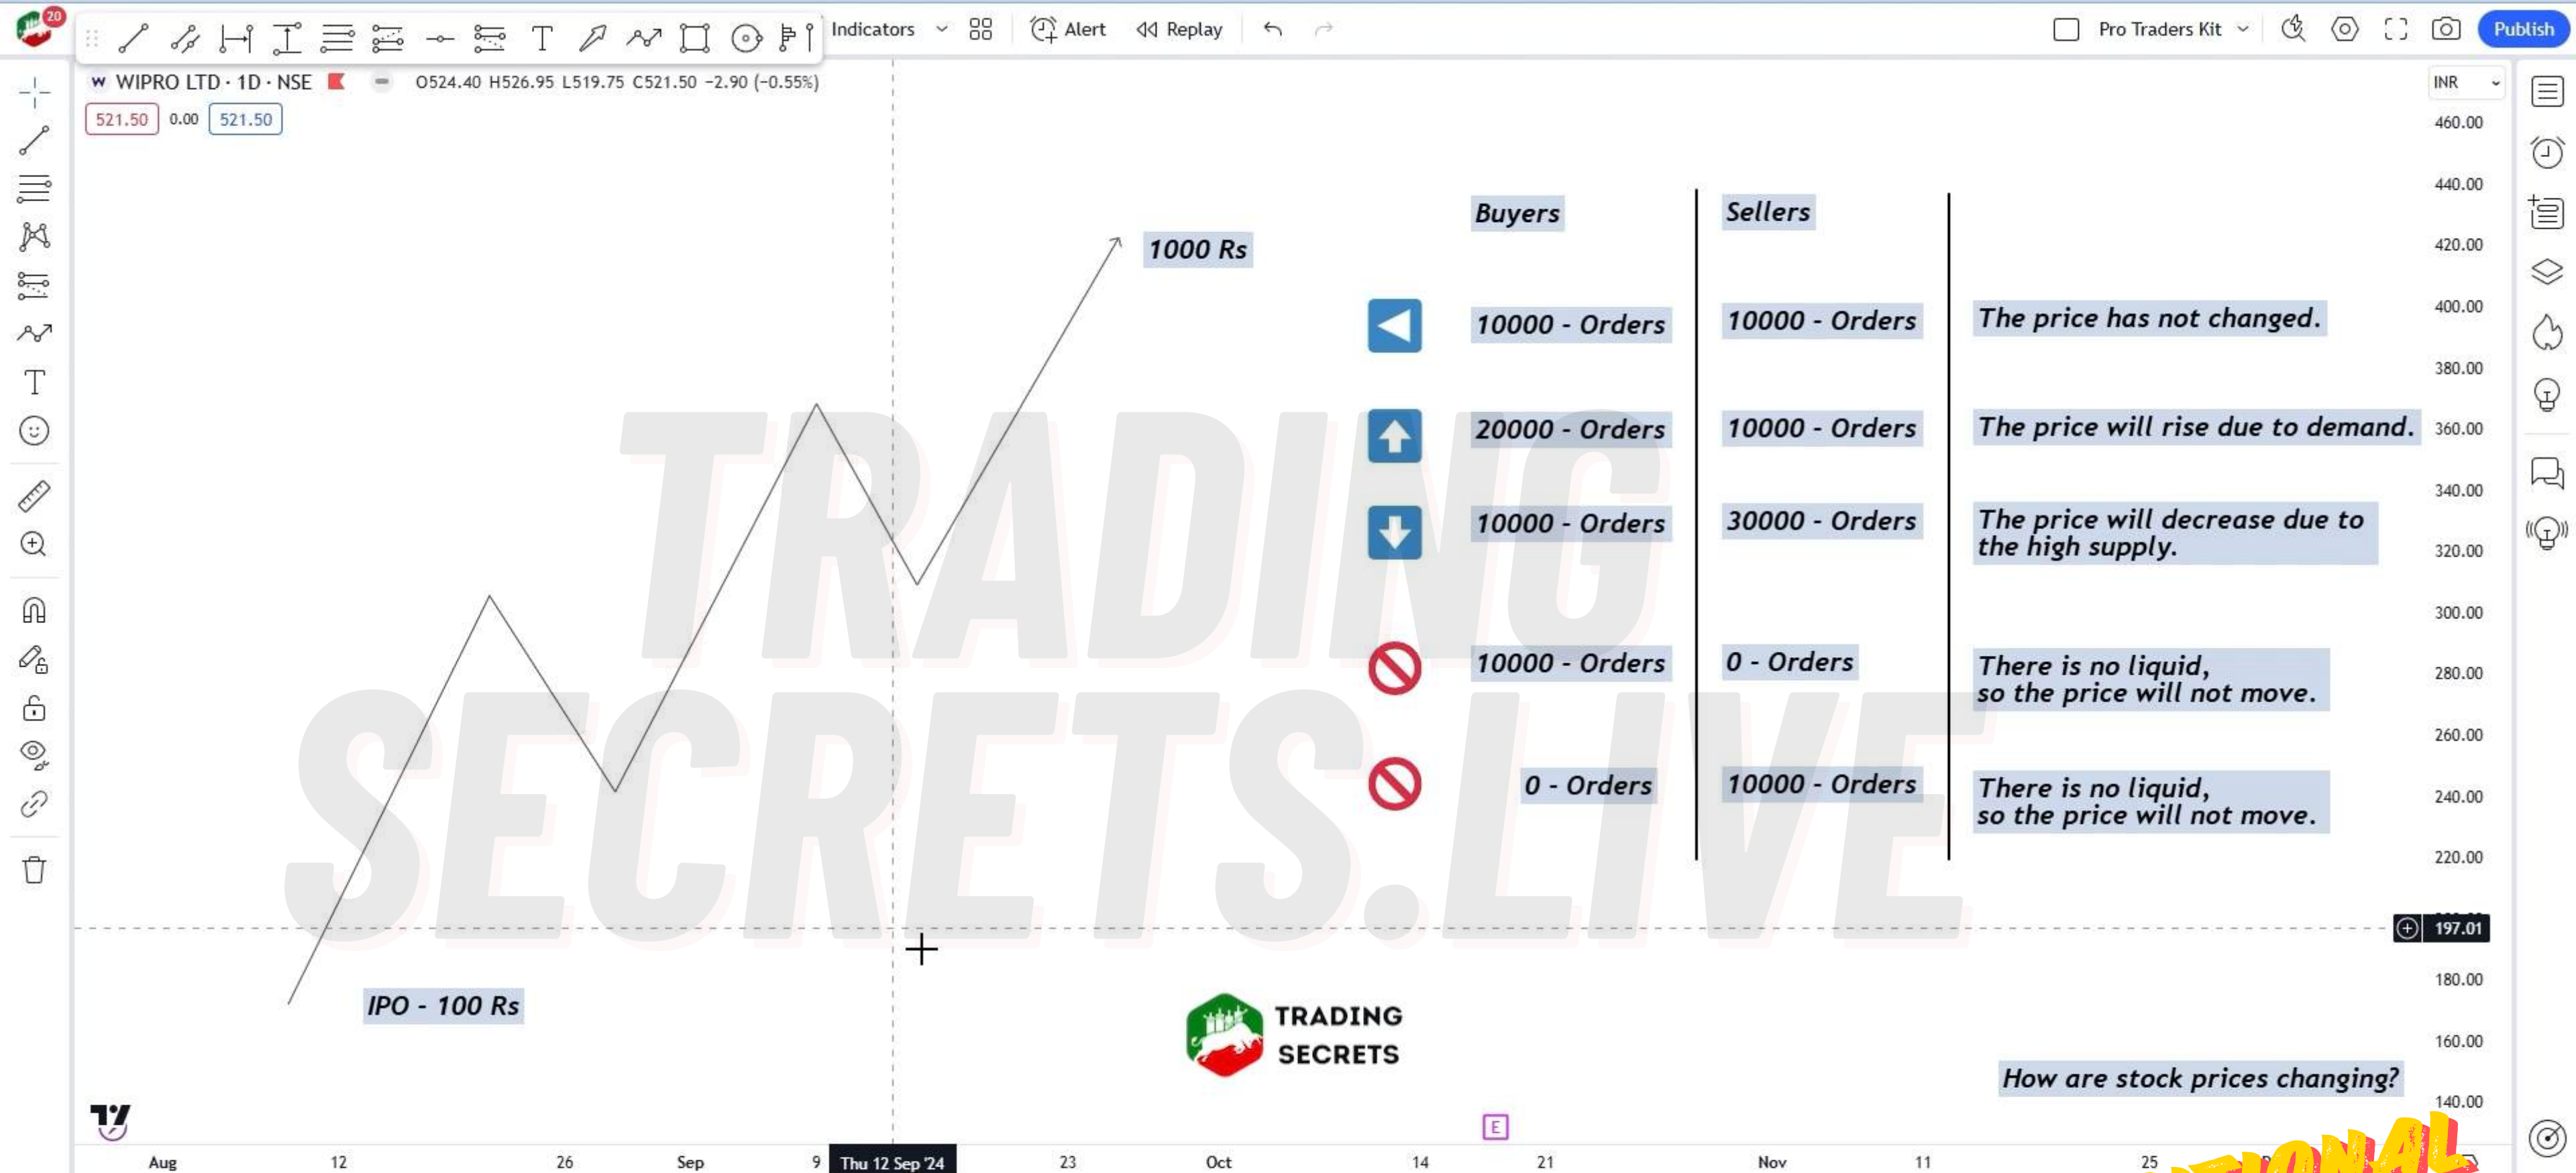 20
Indicators
Alert
Replay
Pro Traders Kit
Publish
W WIPRO LTD · 1D · NSE O524.40 H526.95 L519.75 C521.50 −2.90 (−0.55%)
521.50 0.00 521.50
INR
460.00
440.00
420.00
400.00
380.00
360.00
340.00
320.00
300.00
280.00
260.00
240.00
220.00
197.01
180.00
160.00
140.00
1000 Rs
IPO - 100 Rs
Buyers Sellers
10000 - Orders 10000 - Orders The price has not changed.
20000 - Orders 10000 - Orders The price will rise due to demand.
10000 - Orders 30000 - Orders The price will decrease due to
the high supply.
10000 - Orders 0 - Orders There is no liquid,
so the price will not move.
0 - Orders 10000 - Orders There is no liquid,
so the price will not move.
TRADING
SECRETS.LIVE
TRADING
SECRETS
How are stock prices changing?
E
Aug 12 26 Sep 9 Thu 12 Sep '24 23 Oct 14 21 Nov 11 25